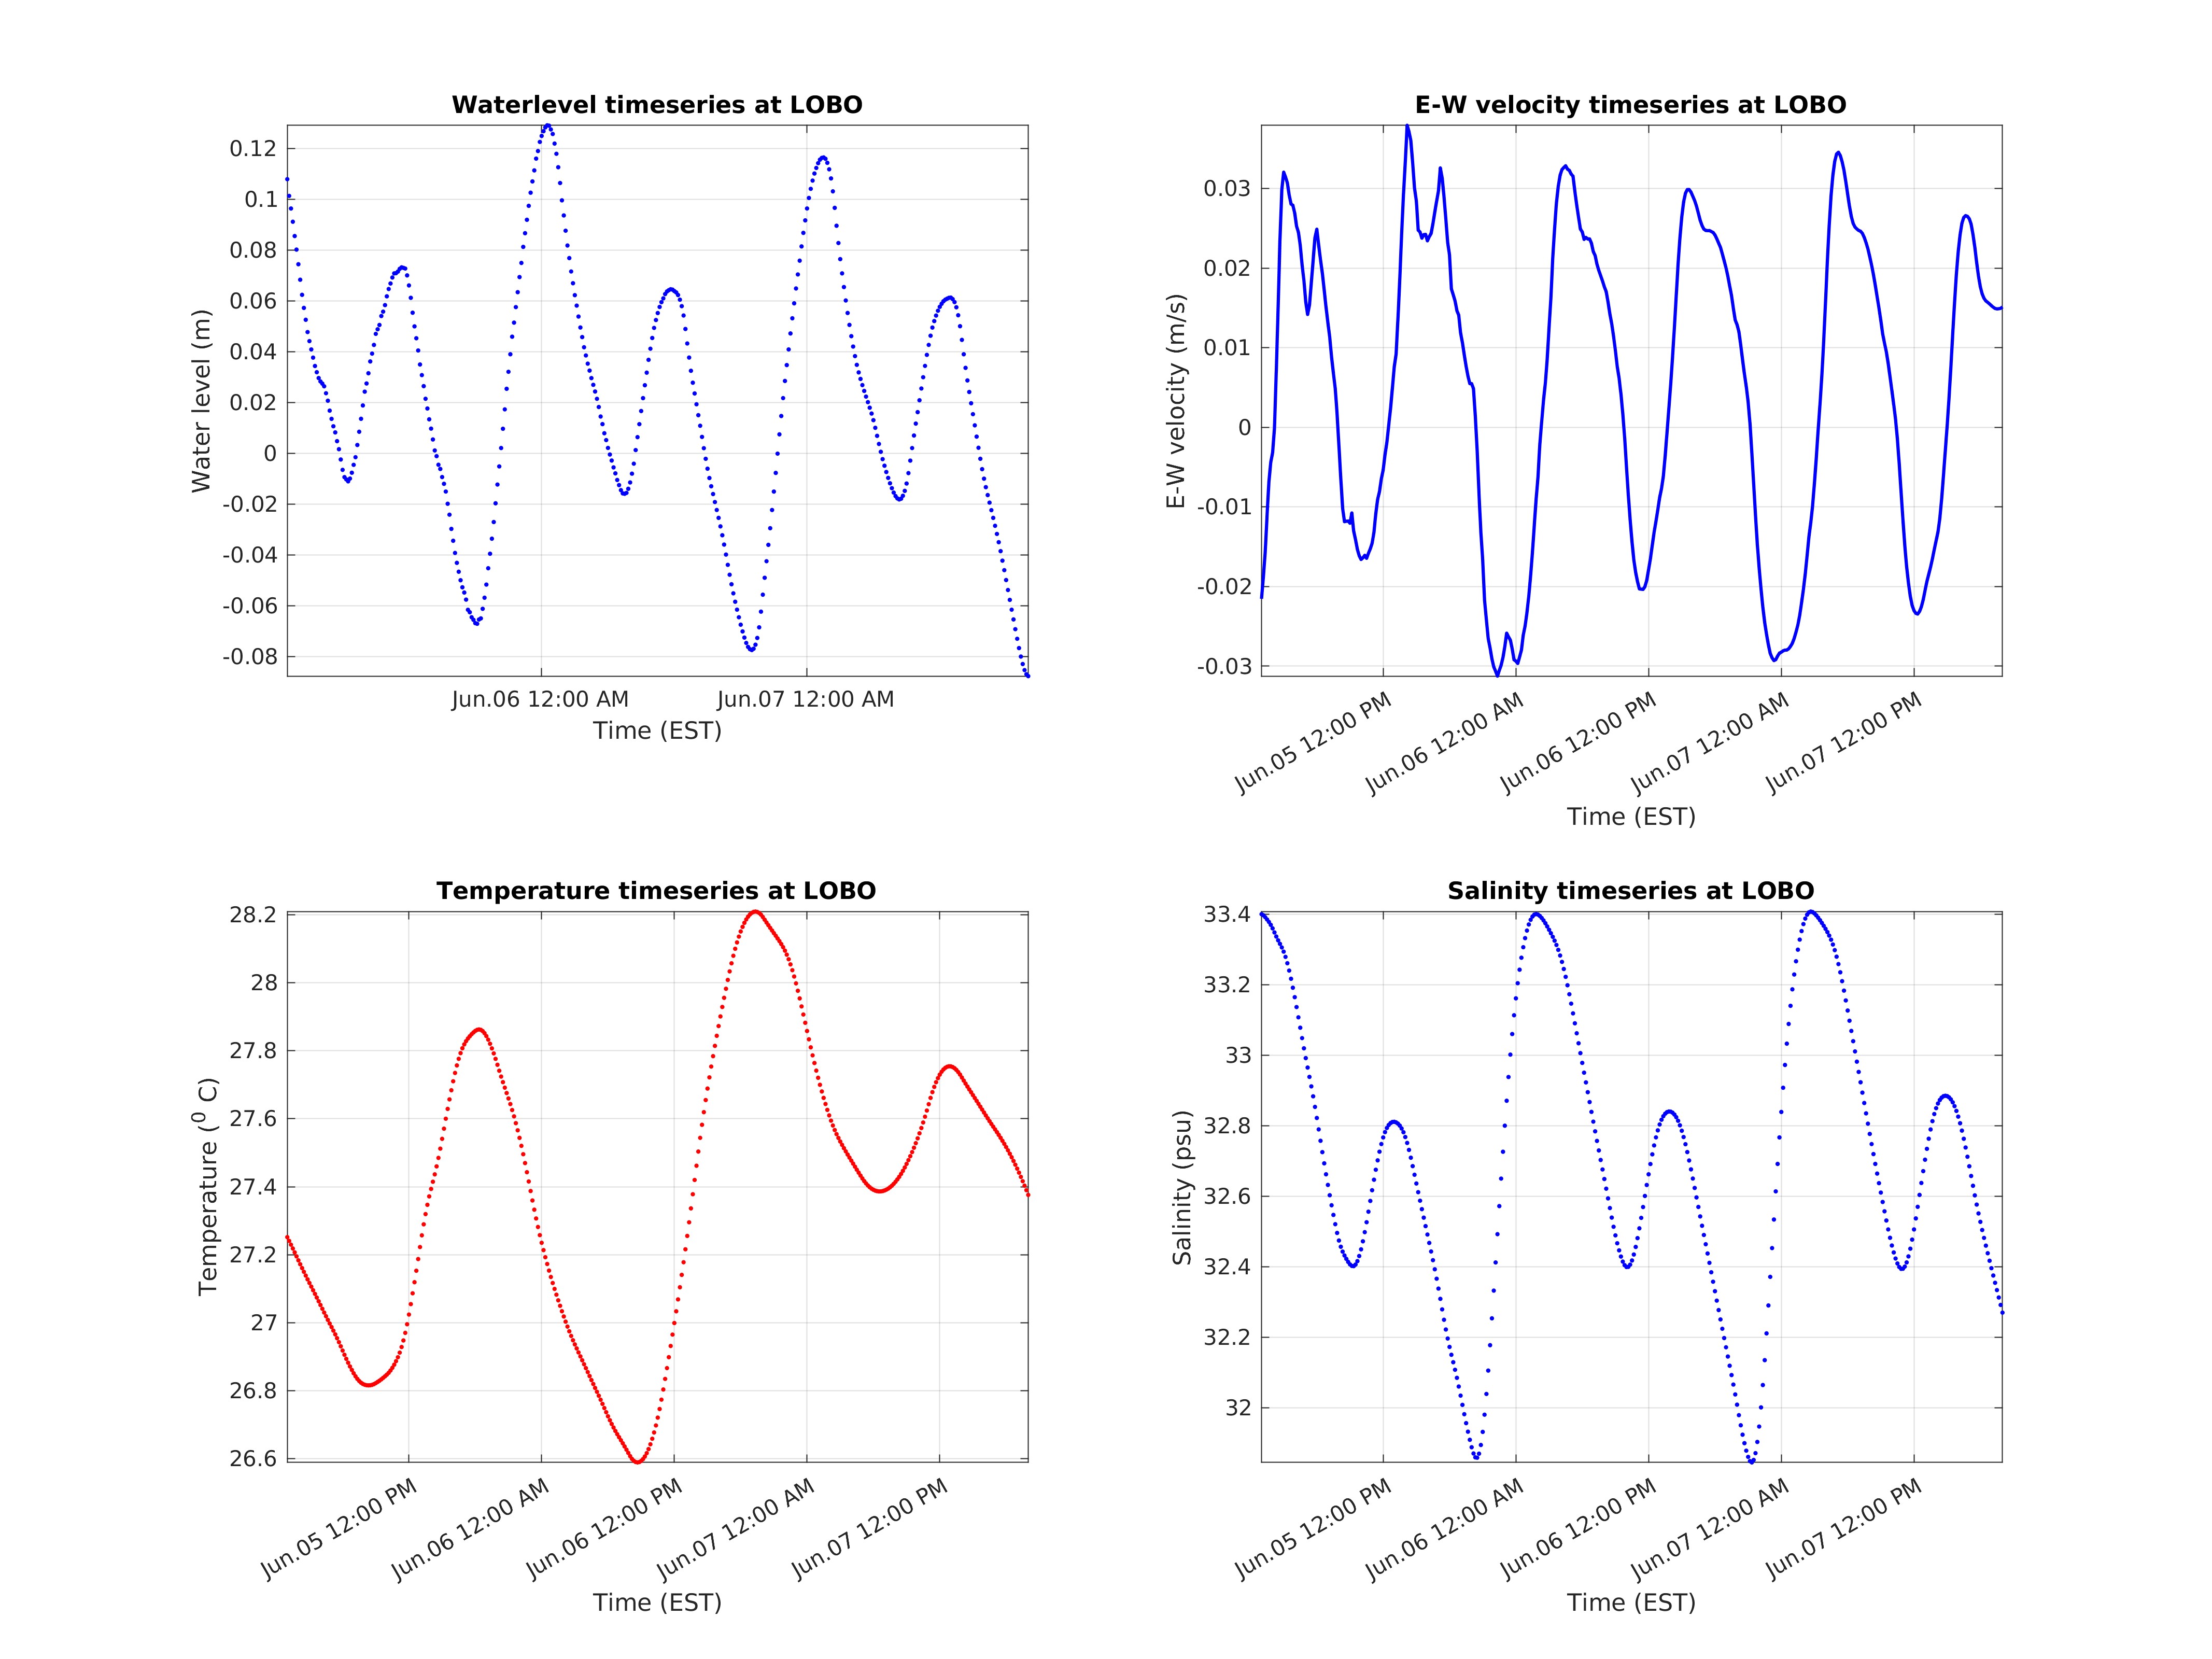 Waterlevel timeseries at LOBO
0.12
0.1
0.08
0.06
0.04
0.02
0
-0.02
-0.04
-0.06
-0.08
Water level (m)
Jun.06 12:00 AM
Jun.07 12:00 AM
Time (EST)
E-W velocity timeseries at LOBO
0.03
0.02
0.01
0
-0.01
-0.02
-0.03
E-W velocity (m/s)
Jun.05 12:00 PM
Jun.06 12:00 AM
Jun.06 12:00 PM
Jun.07 12:00 AM
Jun.07 12:00 PM
Time (EST)
Temperature timeseries at LOBO
28.2
28
27.8
27.6
27.4
27.2
27
26.8
26.6
Temperature (⁰ C)
Jun.05 12:00 PM
Jun.06 12:00 AM
Jun.06 12:00 PM
Jun.07 12:00 AM
Jun.07 12:00 PM
Time (EST)
Salinity timeseries at LOBO
33.4
33.2
33
32.8
32.6
32.4
32.2
32
Salinity (psu)
Jun.05 12:00 PM
Jun.06 12:00 AM
Jun.06 12:00 PM
Jun.07 12:00 AM
Jun.07 12:00 PM
Time (EST)